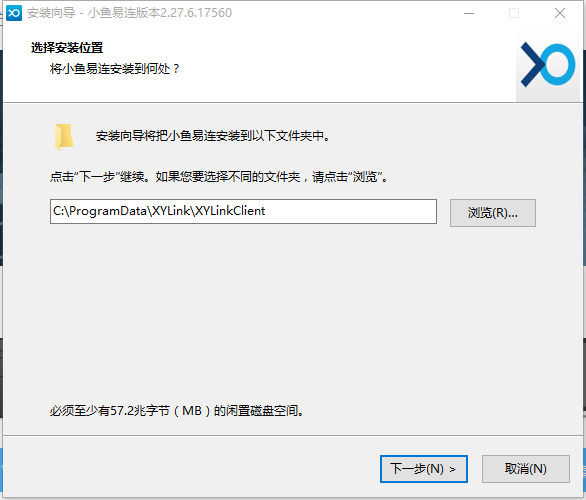 安装向导 - 小鱼易连版本2.27.6.17560
选择安装位置
将小鱼易连安装到何处？
安装向导将把小鱼易连安装到以下文件夹中。
点击"下一步"继续。如果您要选择不同的文件夹，请点击"浏览"。
C:\ProgramData\XYLink\XYLinkClient
浏览(R)...
必须至少有57.2兆字节（MB）的闲置磁盘空间。
下一步(N) >
取消(N)